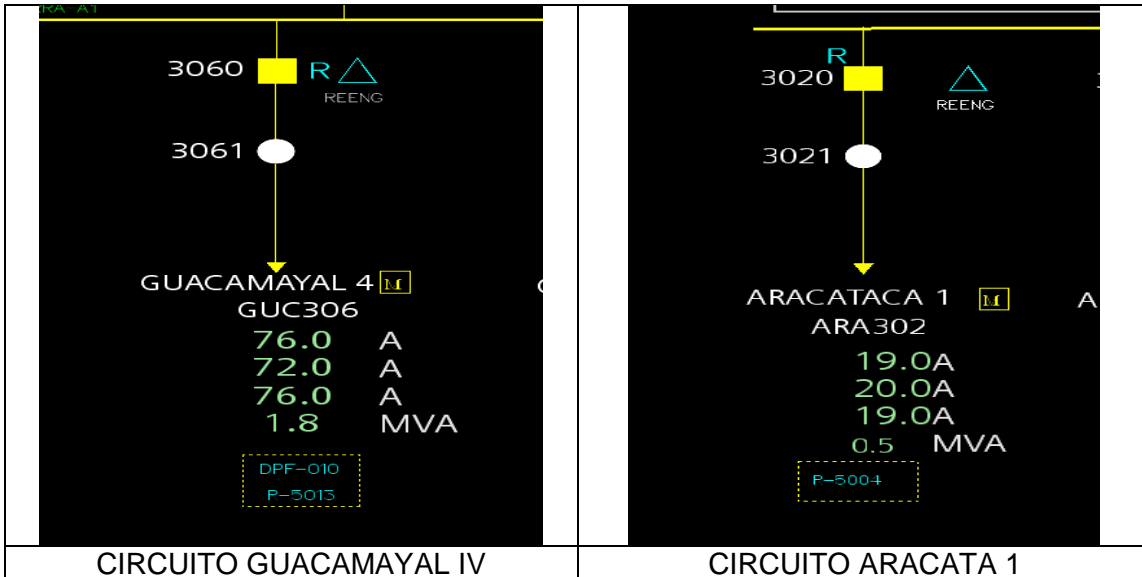 RRA-A1
3060 R
REENG
3061
GUACAMAYAL 4 M
GUC306
76.0 A
72.0 A
76.0 A
1.8 MVA
DPF-010
P-5013
CIRCUITO GUACAMAYAL IV
R
3020
REENG
3021
ARACATACA 1 M A
ARA302
19.0A
20.0A
19.0A
0.5 MVA
P-5004
CIRCUITO ARACATA 1